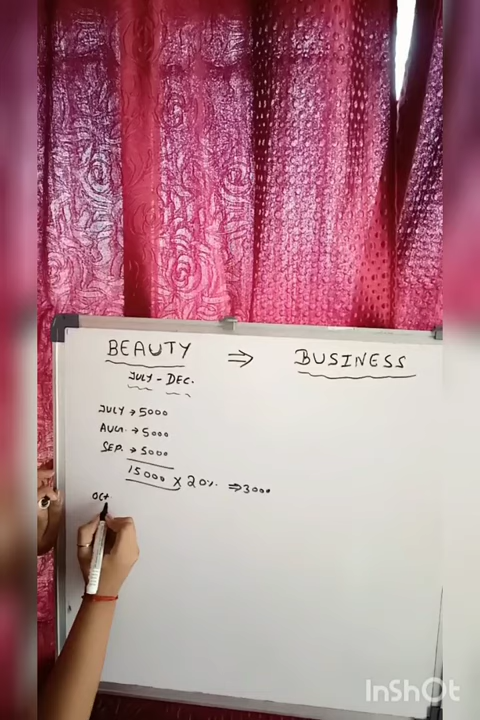 BEAUTY ⇒ BUSINESS
JULY - DEC.
JULY → 5000
AUG. → 5000
SEP. → 5000
15000 x 20% ⇒ 3000
OCT
InShOt